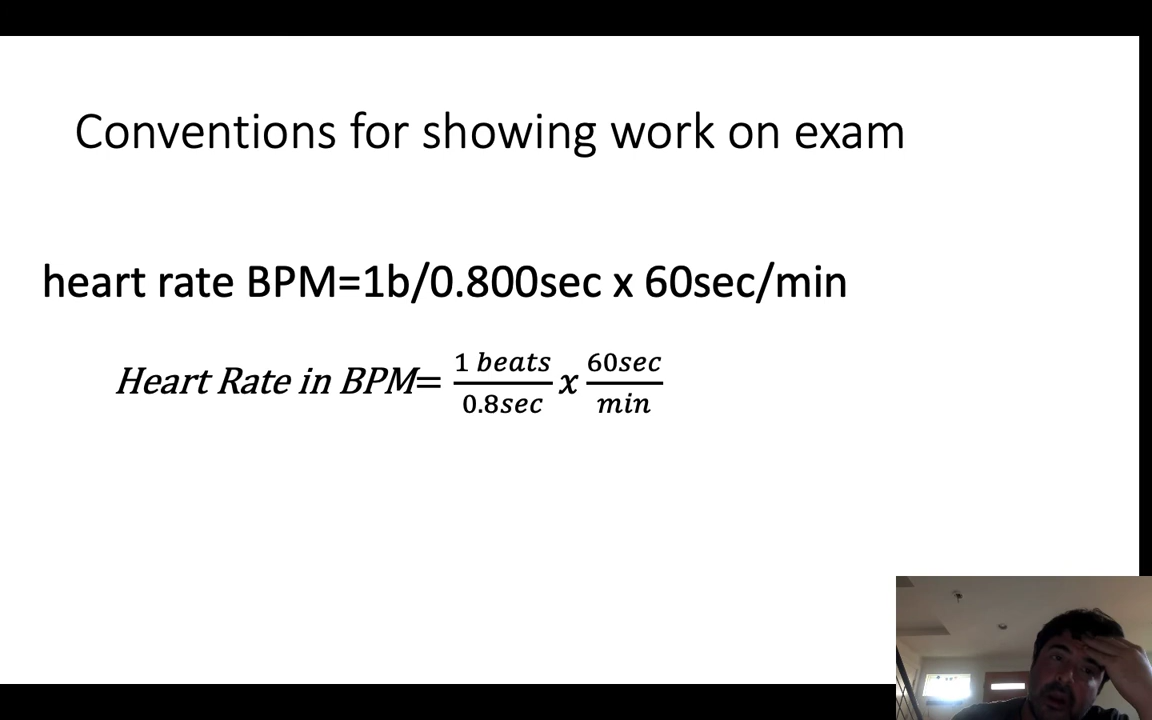 Conventions for showing work on exam
heart rate BPM=1b/0.800sec x 60sec/min
Heart Rate in BPM= 1 beats/0.8sec x 60sec/min